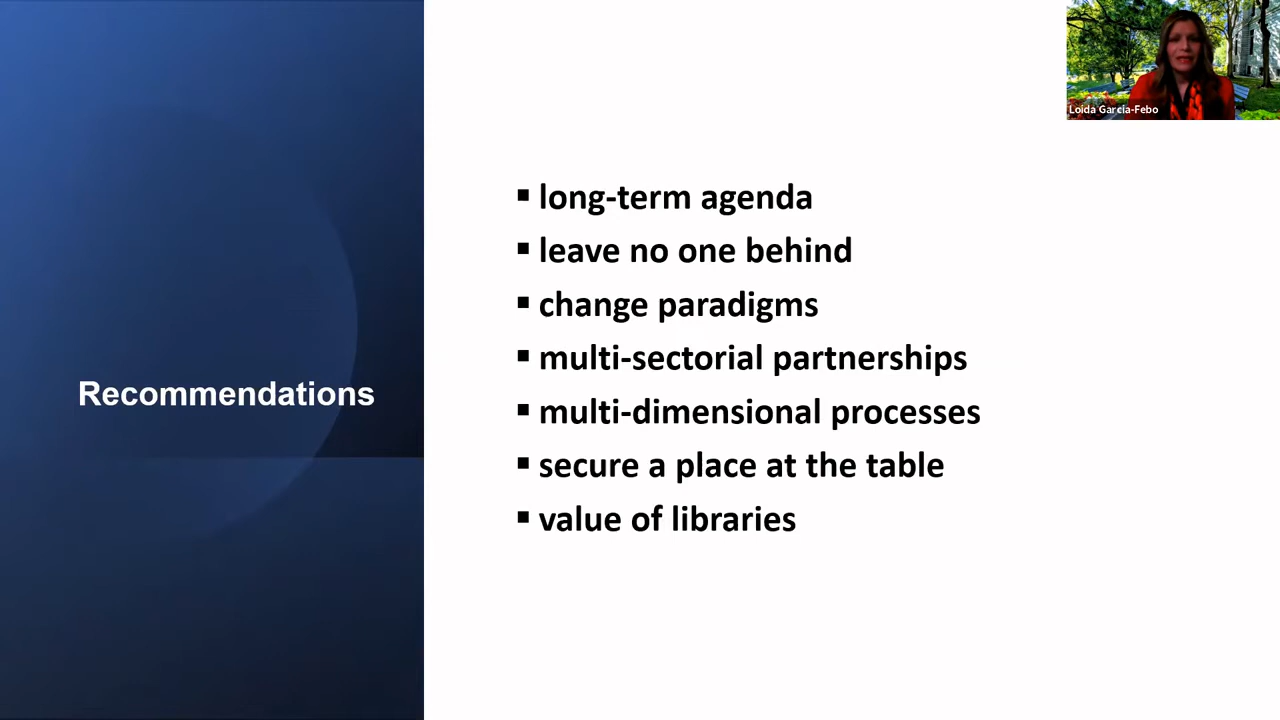 Loida García-Febo
Recommendations
long-term agenda
leave no one behind
change paradigms
multi-sectorial partnerships
multi-dimensional processes
secure a place at the table
value of libraries